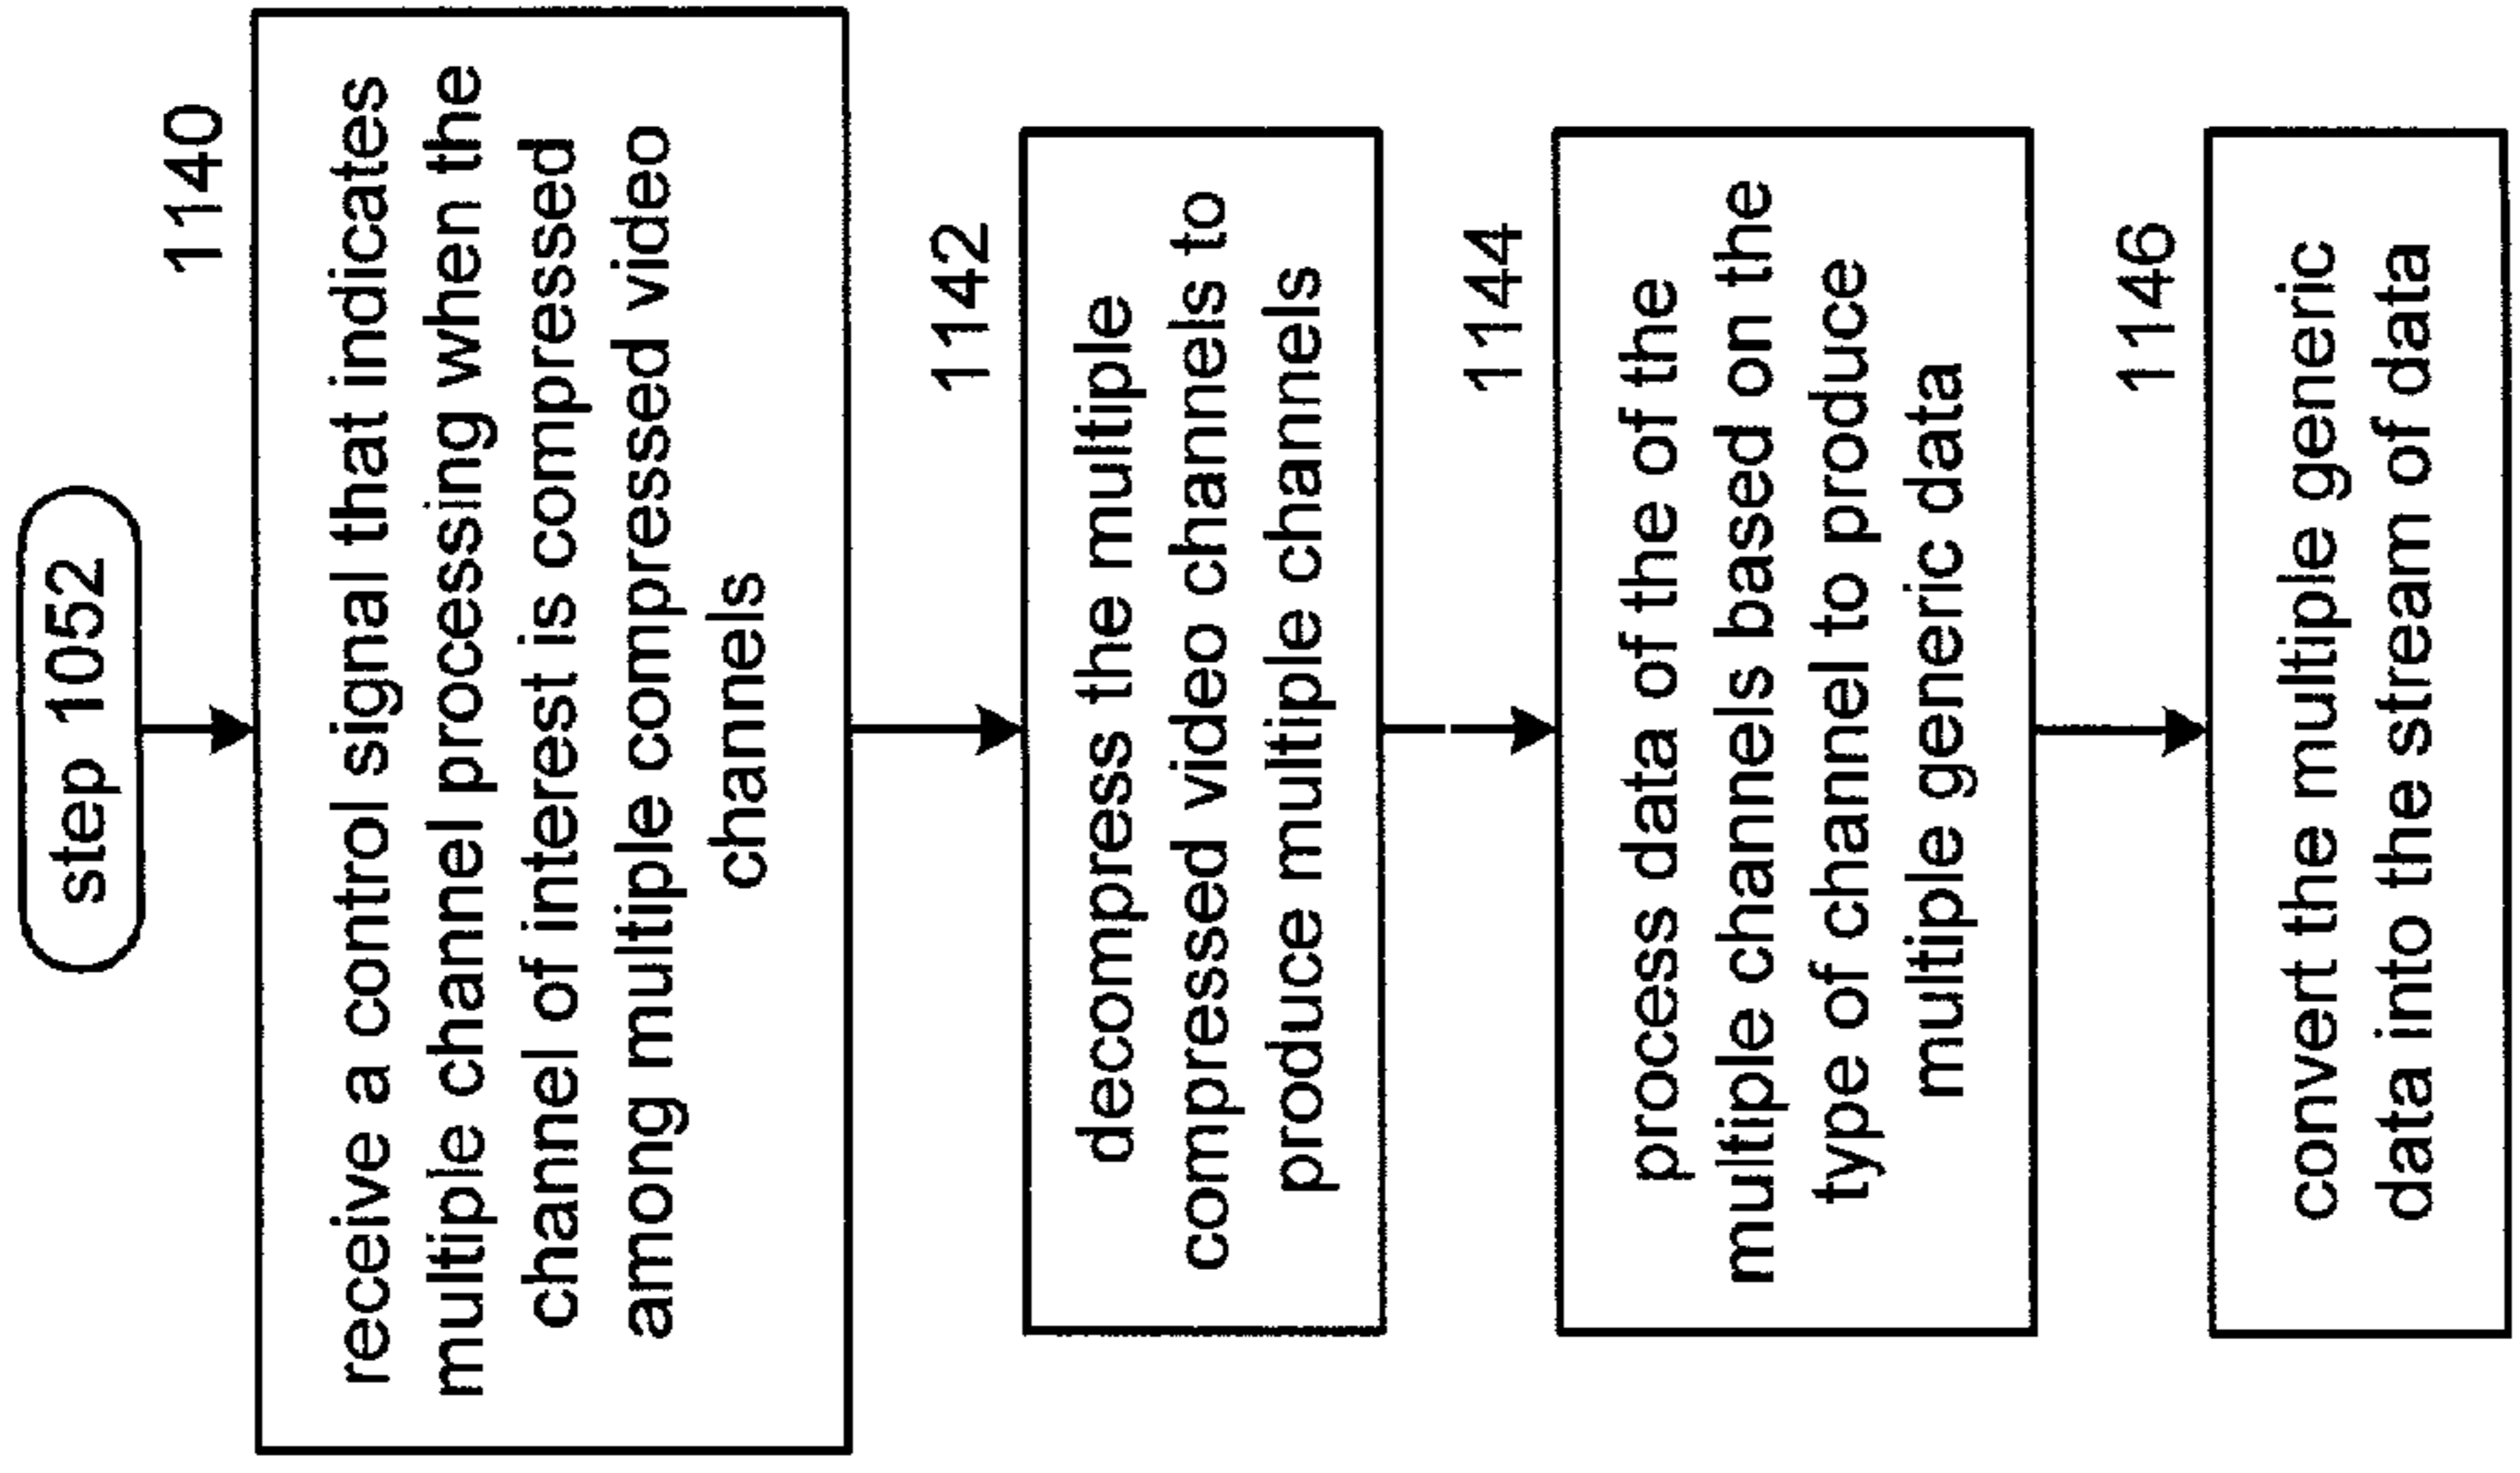 step 1052
1140
receive a control signal that indicates
multiple channel processing when the
channel of interest is compressed
among multiple compressed video
channels
1142
decompress the multiple
compressed video channels to
produce multiple channels
1144
process data of the of the
multiple channels based on the
type of channel to produce
multiple generic data
1146
convert the multiple generic
data into the stream of data